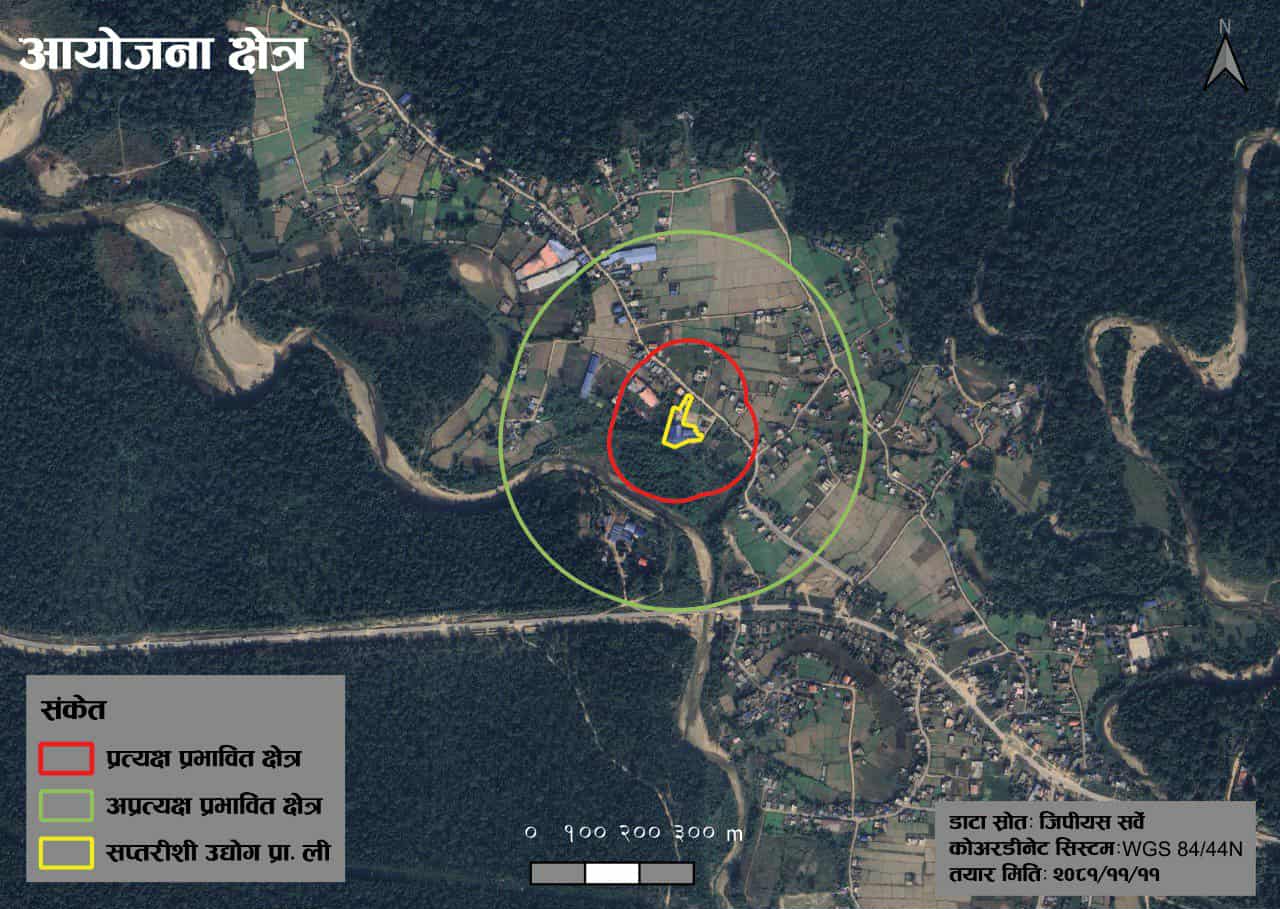 आयोजना क्षेत्र
N
संकेत
प्रत्यक्ष प्रभावित क्षेत्र
अप्रत्यक्ष प्रभावित क्षेत्र
सप्तरीशी उद्योग प्रा. ली
० १०० २०० ३०० m
डाटा स्रोतः जिपीयस सर्वे
कोअरडीनेट सिस्टमःWGS 84/44N
तयार मितिः २०८१/११/११